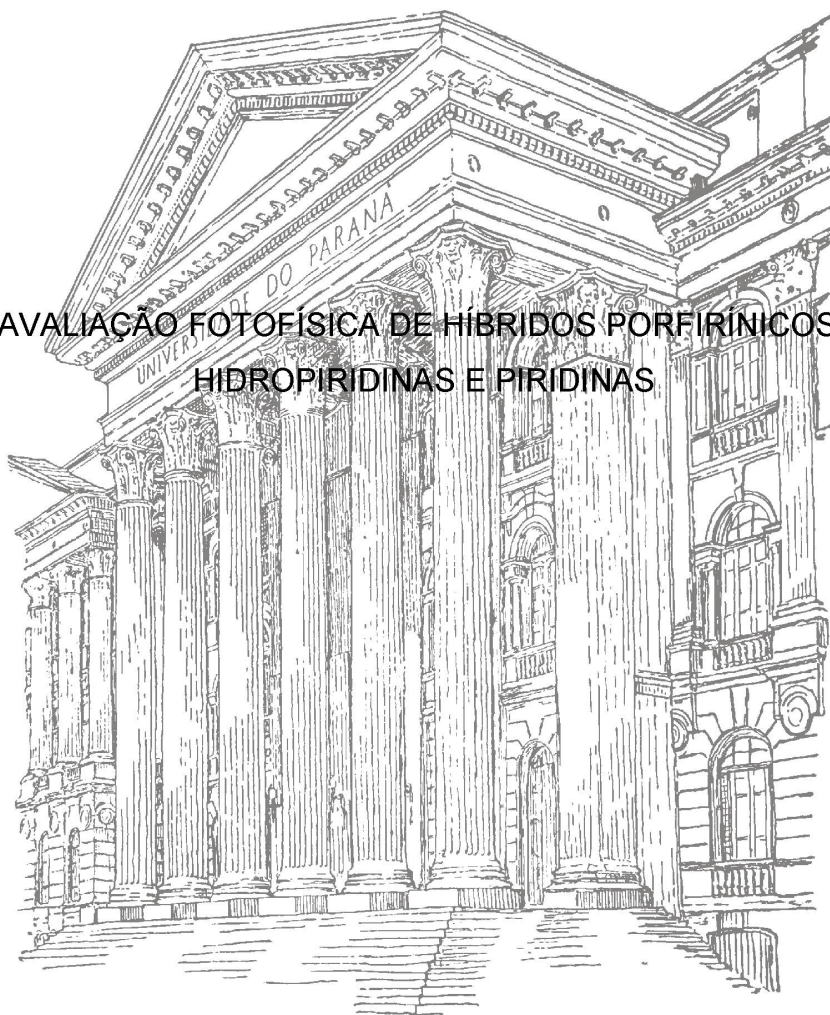 UNIVERSIDADE DO PARANÁ
AVALIAÇÃO FOTOFÍSICA DE HÍBRIDOS PORFIRÍNICOS
HIDROPIRIDINAS E PIRIDINAS